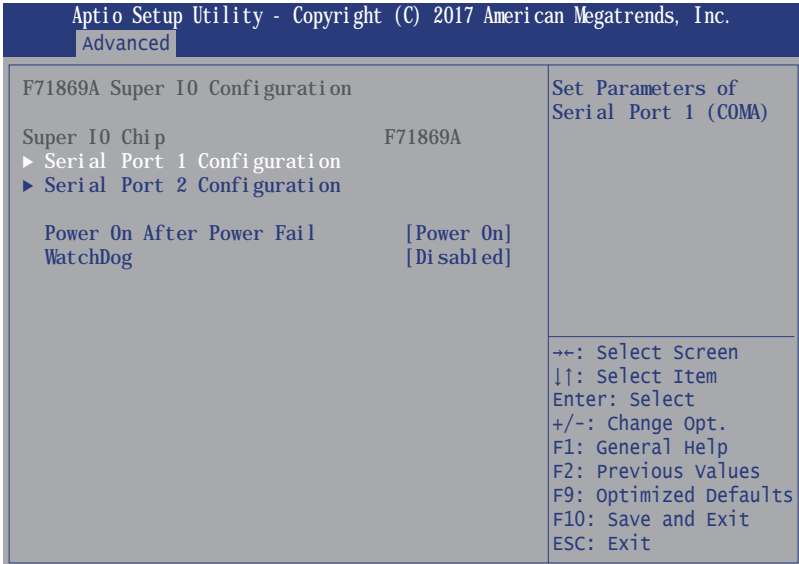 Aptio Setup Utility - Copyright (C) 2017 American Megatrends, Inc.
Advanced
F71869A Super IO Configuration
Super IO Chip F71869A
▶ Serial Port 1 Configuration
▶ Serial Port 2 Configuration
Power On After Power Fail [Power On]
WatchDog [Disabled]
Set Parameters of
Serial Port 1 (COMA)
→←: Select Screen
↓↑: Select Item
Enter: Select
+/-: Change Opt.
F1: General Help
F2: Previous Values
F9: Optimized Defaults
F10: Save and Exit
ESC: Exit